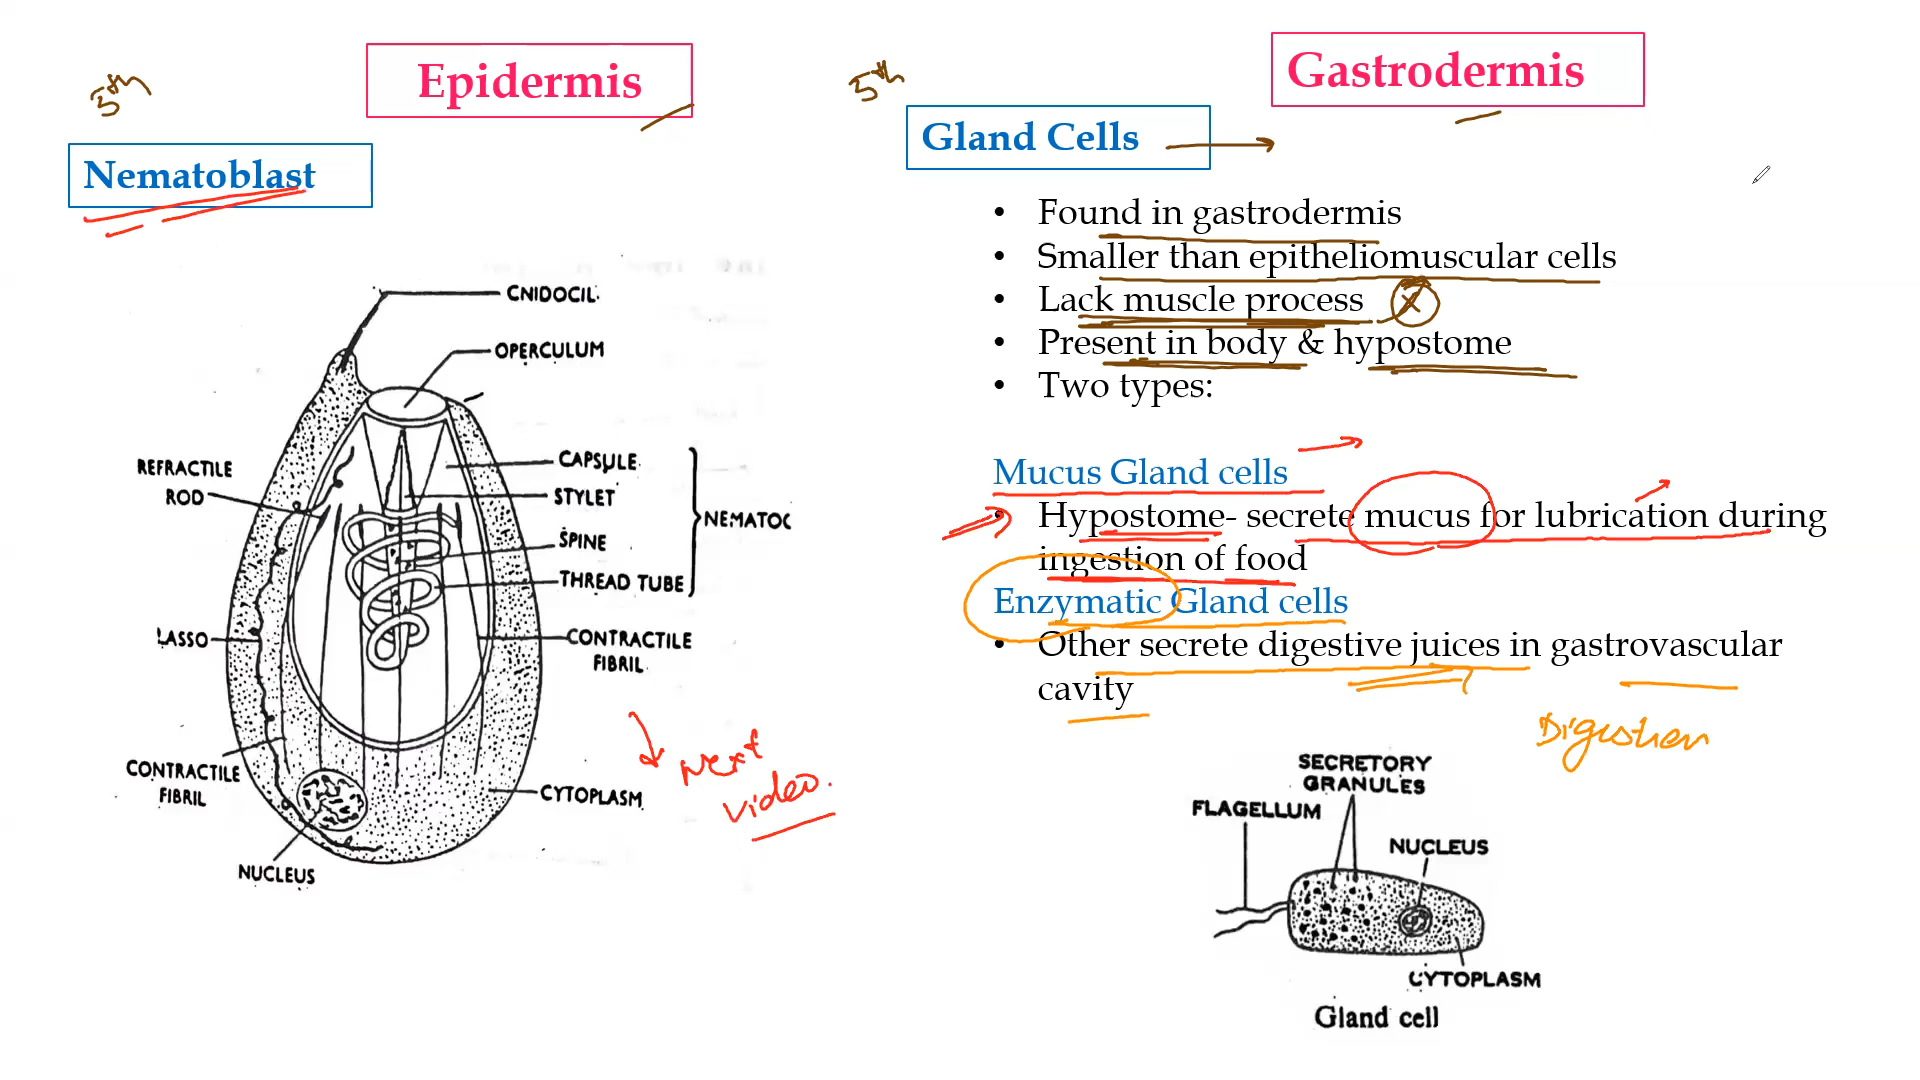 5th
Epidermis
Nematoblast
CNIDOCIL
OPERCULUM
REFRACTILE
ROD
CAPSULE
STYLET
NEMATOC
SPINE
THREAD TUBE
LASSO
CONTRACTILE
FIBRIL
CONTRACTILE
FIBRIL
CYTOPLASM
NUCLEUS
Next
video.
5th
Gastrodermis
Gland Cells
• Found in gastrodermis
• Smaller than epitheliomuscular cells
• Lack muscle process
• Present in body & hypostome
• Two types:
Mucus Gland cells
• Hypostome- secrete mucus for lubrication during
ingestion of food
Enzymatic Gland cells
• Other secrete digestive juices in gastrovascular
cavity
Digestion
SECRETORY
GRANULES
FLAGELLUM
NUCLEUS
CYTOPLASM
Gland cell